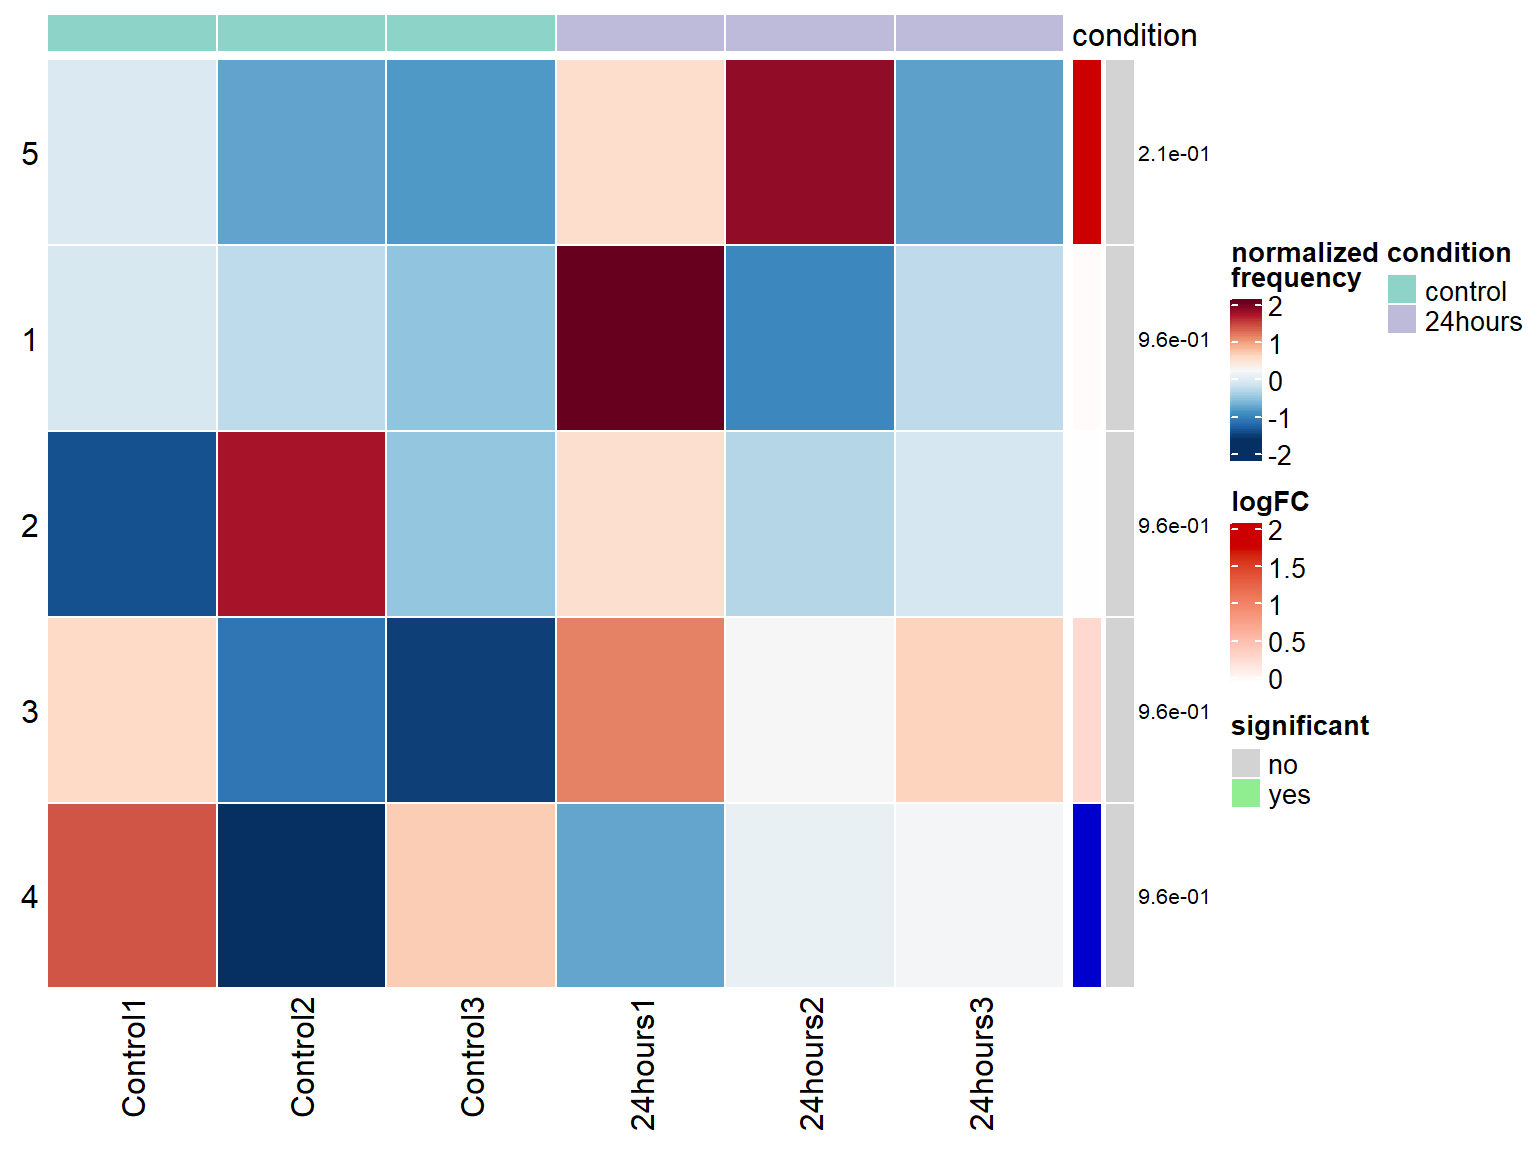 condition
5
2.1e-01
1
9.6e-01
2
9.6e-01
3
9.6e-01
4
9.6e-01
Control1
Control2
Control3
24hours1
24hours2
24hours3
normalized
frequency
2
1
0
-1
-2
logFC
2
1.5
1
0.5
0
significant
no
yes
condition
control
24hours